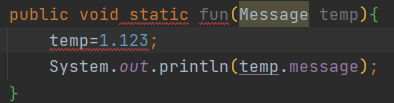 public void static fun(Message temp){
temp=1.123;
System.out.println(temp.message);
}